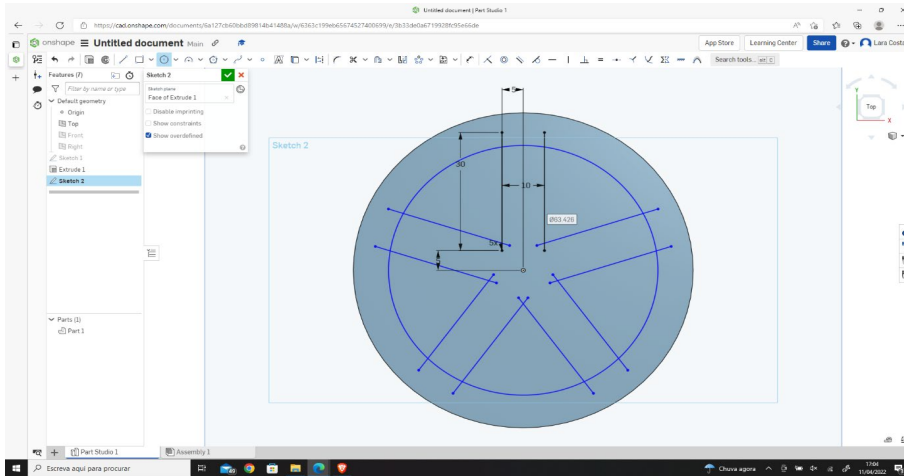 Untitled document | Part Studio 1
https://cad.onshape.com/documents/6a127cb60bbd89814b41488a/w/6363c199eb65674527400699/e/3b33de0a6719928fc95e66de
onshape Untitled document Main
App Store Learning Center Share Lara Costa
Search tools...
Features (7)
Filter by name or type
Default geometry
Origin
Top
Front
Right
Sketch 1
Extrude 1
Sketch 2
Sketch 2
Sketch plane
Face of Extrude 1
Disable imprinting
Show constraints
Show overdefined
Sketch 2
5
30
10
Ø63.426
5x
5
Y
Top
X
Parts (1)
Part 1
Part Studio 1 Assembly 1
Escreva aqui para procurar
Chuva agora
17:04
11/04/2022